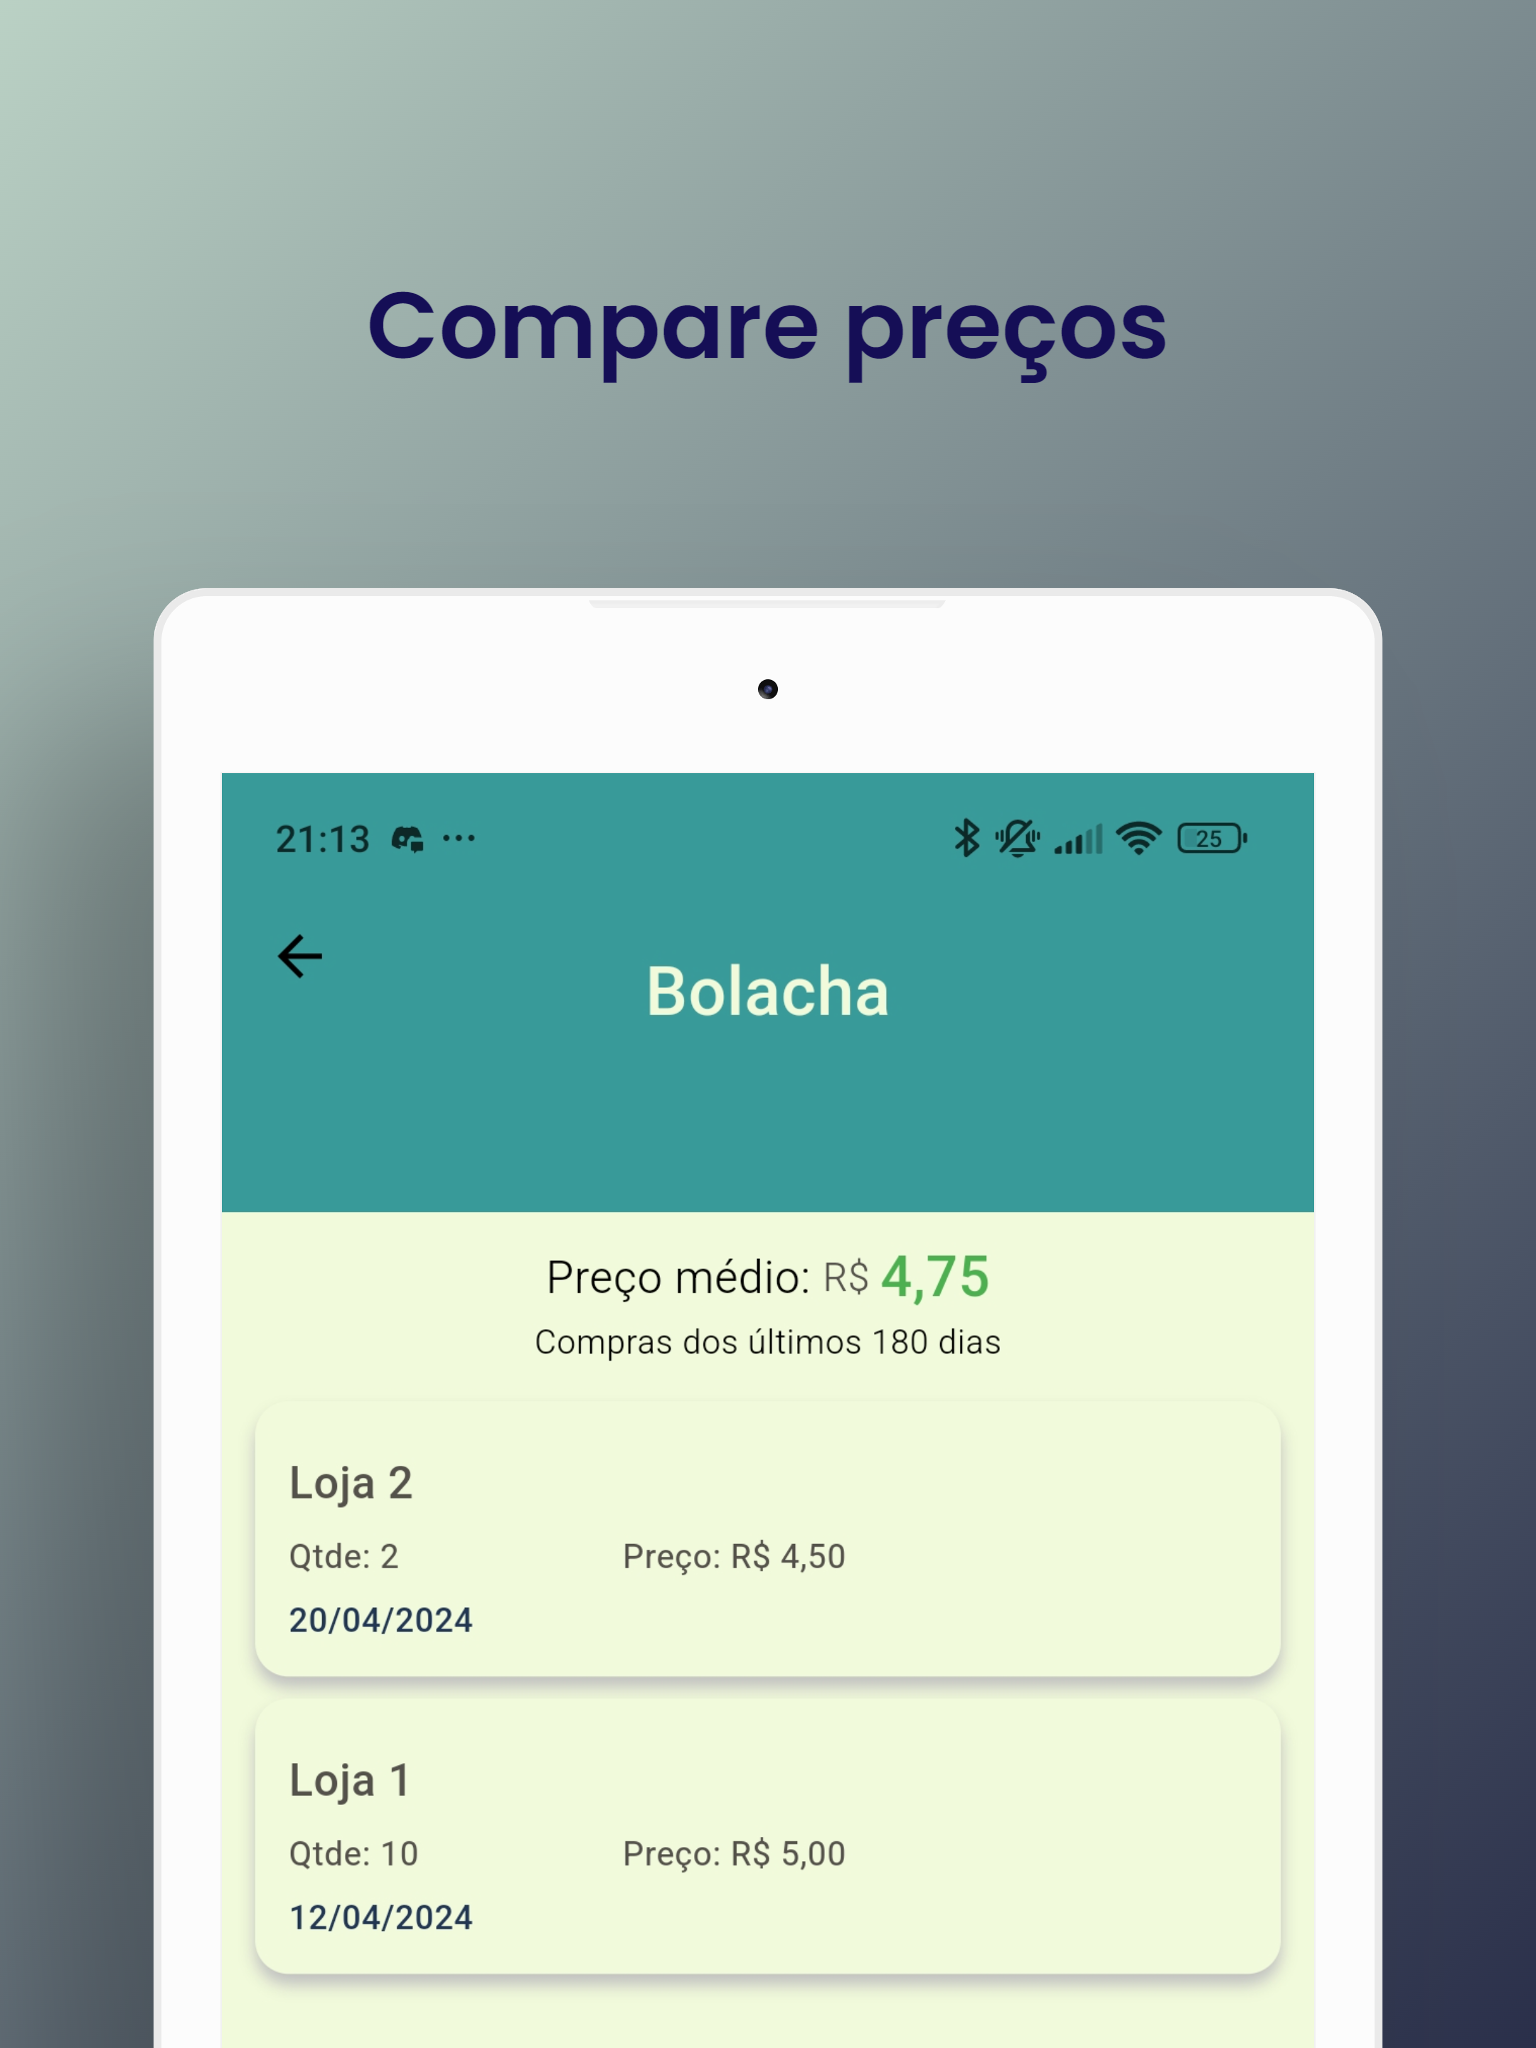 Compare preços
21:13
25
Bolacha
Preço médio: R$ 4,75
Compras dos últimos 180 dias
Loja 2
Qtde: 2 Preço: R$ 4,50
20/04/2024
Loja 1
Qtde: 10 Preço: R$ 5,00
12/04/2024